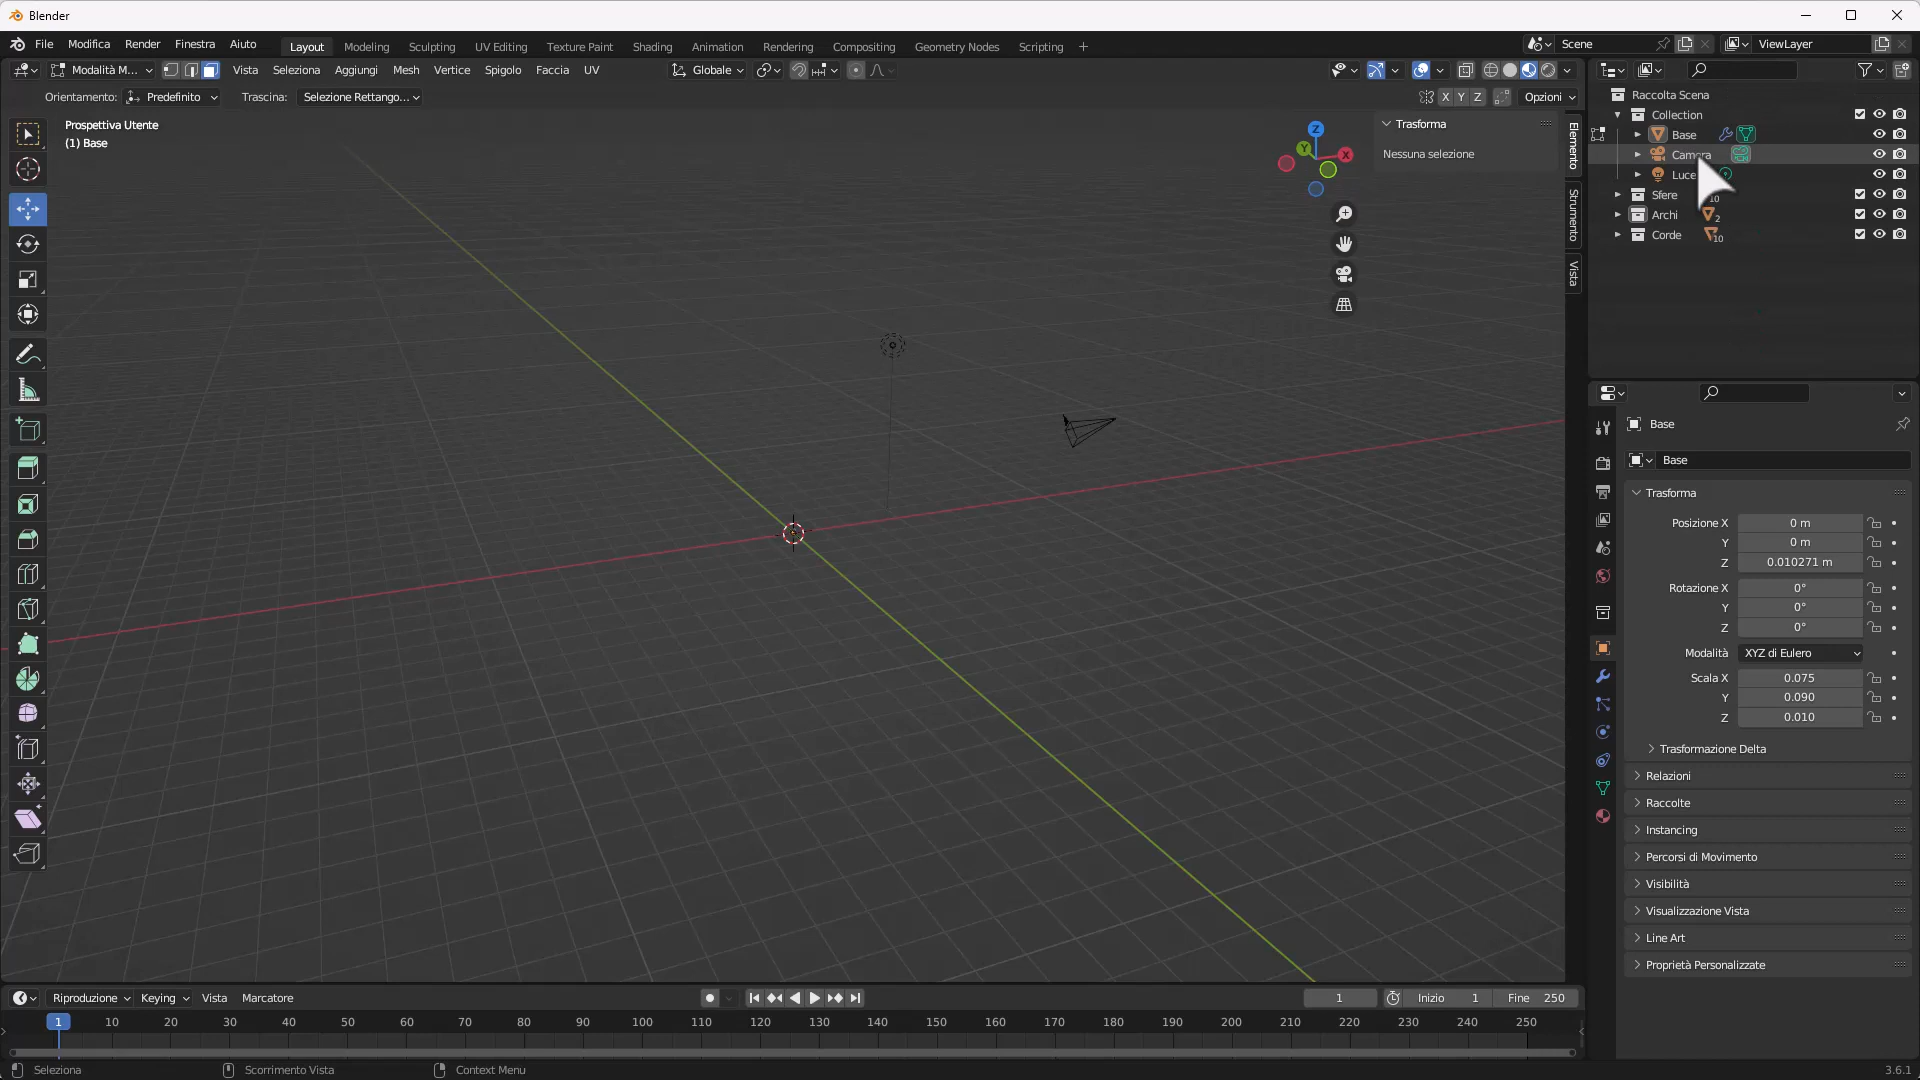 Blender
File Modifica Render Finestra Aiuto Layout Modeling Sculpting UV Editing Texture Paint Shading Animation Rendering Compositing Geometry Nodes Scripting + Scene ViewLayer
Modalità M... Vista Seleziona Aggiungi Mesh Vertice Spigolo Faccia UV Globale
Orientamento: Predefinito Trascina: Selezione Rettango... X Y Z Opzioni
Prospettiva Utente
(1) Base
Z
Y
X
Trasforma
Nessuna selezione
Elemento
Strumento
Vista
Raccolta Scena
Collection
Base
Camera
Luce
Sfere 10
Archi 2
Corde 10
Base
Base
Trasforma
Posizione X 0 m
Y 0 m
Z 0.010271 m
Rotazione X 0°
Y 0°
Z 0°
Modalità XYZ di Eulero
Scala X 0.075
Y 0.090
Z 0.010
Trasformazione Delta
Relazioni
Raccolte
Instancing
Percorsi di Movimento
Visibilità
Visualizzazione Vista
Line Art
Proprietà Personalizzate
Riproduzione Keying Vista Marcatore 1 Inizio 1 Fine 250
1 10 20 30 40 50 60 70 80 90 100 110 120 130 140 150 160 170 180 190 200 210 220 230 240 250
Seleziona Scorrimento Vista Context Menu 3.6.1